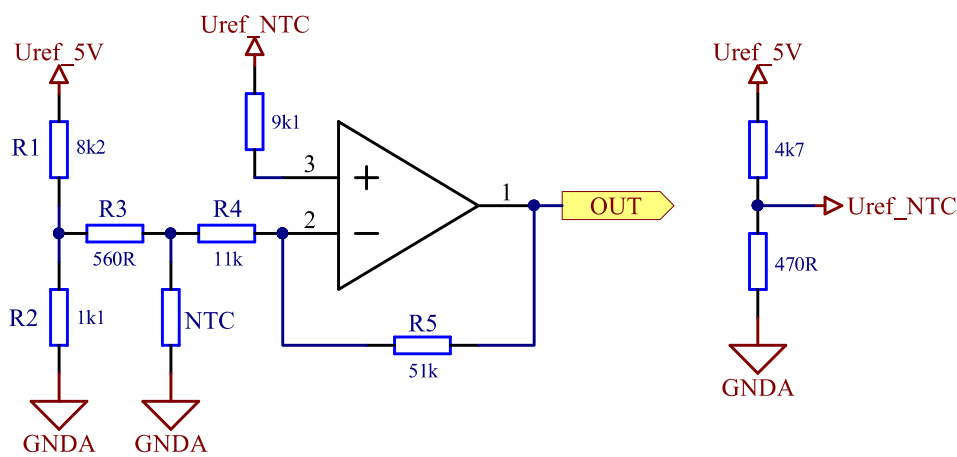 Uref_NTC
Uref_5V
Uref_5V
R1
8k2
9k1
4k7
3
1
R3
R4
2
OUT
Uref_NTC
560R
11k
470R
R2
1k1
NTC
R5
51k
GNDA
GNDA
GNDA